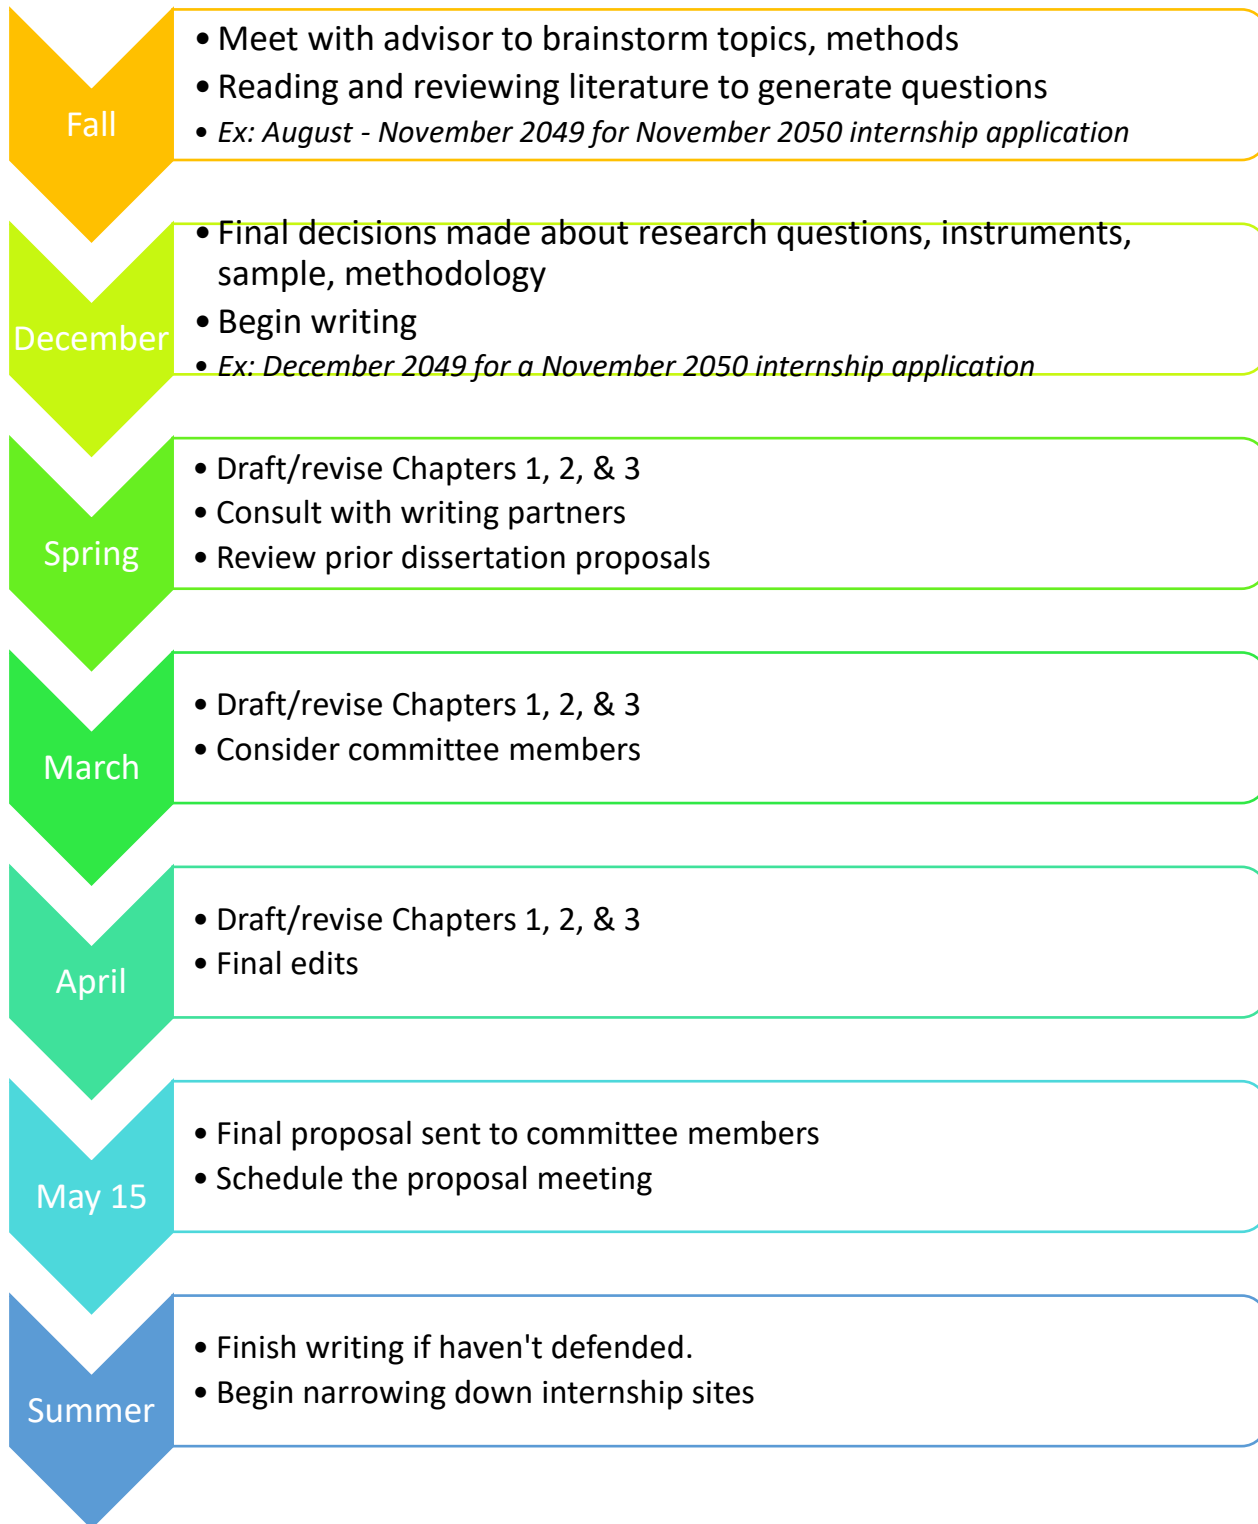 Fall
• Meet with advisor to brainstorm topics, methods
• Reading and reviewing literature to generate questions
• Ex: August - November 2049 for November 2050 internship application
December
• Final decisions made about research questions, instruments,
sample, methodology
• Begin writing
• Ex: December 2049 for a November 2050 internship application
Spring
• Draft/revise Chapters 1, 2, & 3
• Consult with writing partners
• Review prior dissertation proposals
March
• Draft/revise Chapters 1, 2, & 3
• Consider committee members
April
• Draft/revise Chapters 1, 2, & 3
• Final edits
May 15
• Final proposal sent to committee members
• Schedule the proposal meeting
Summer
• Finish writing if haven't defended.
• Begin narrowing down internship sites